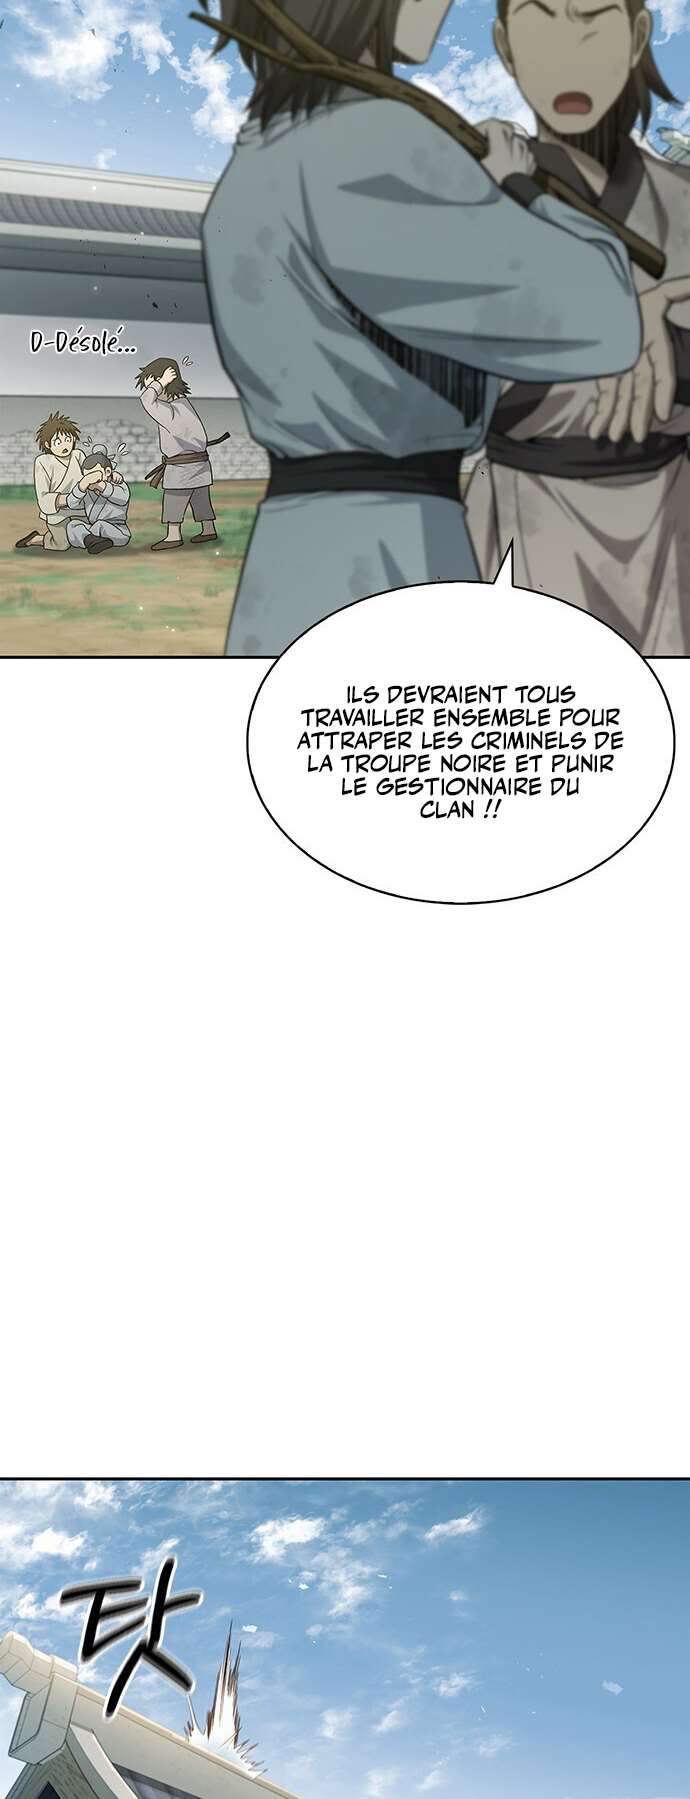 D-Désolé...
ILS DEVRAIENT TOUS
TRAVAILLER ENSEMBLE POUR
ATTRAPER LES CRIMINELS DE
LA TROUPE NOIRE ET PUNIR
LE GESTIONNAIRE DU
CLAN !!
탓